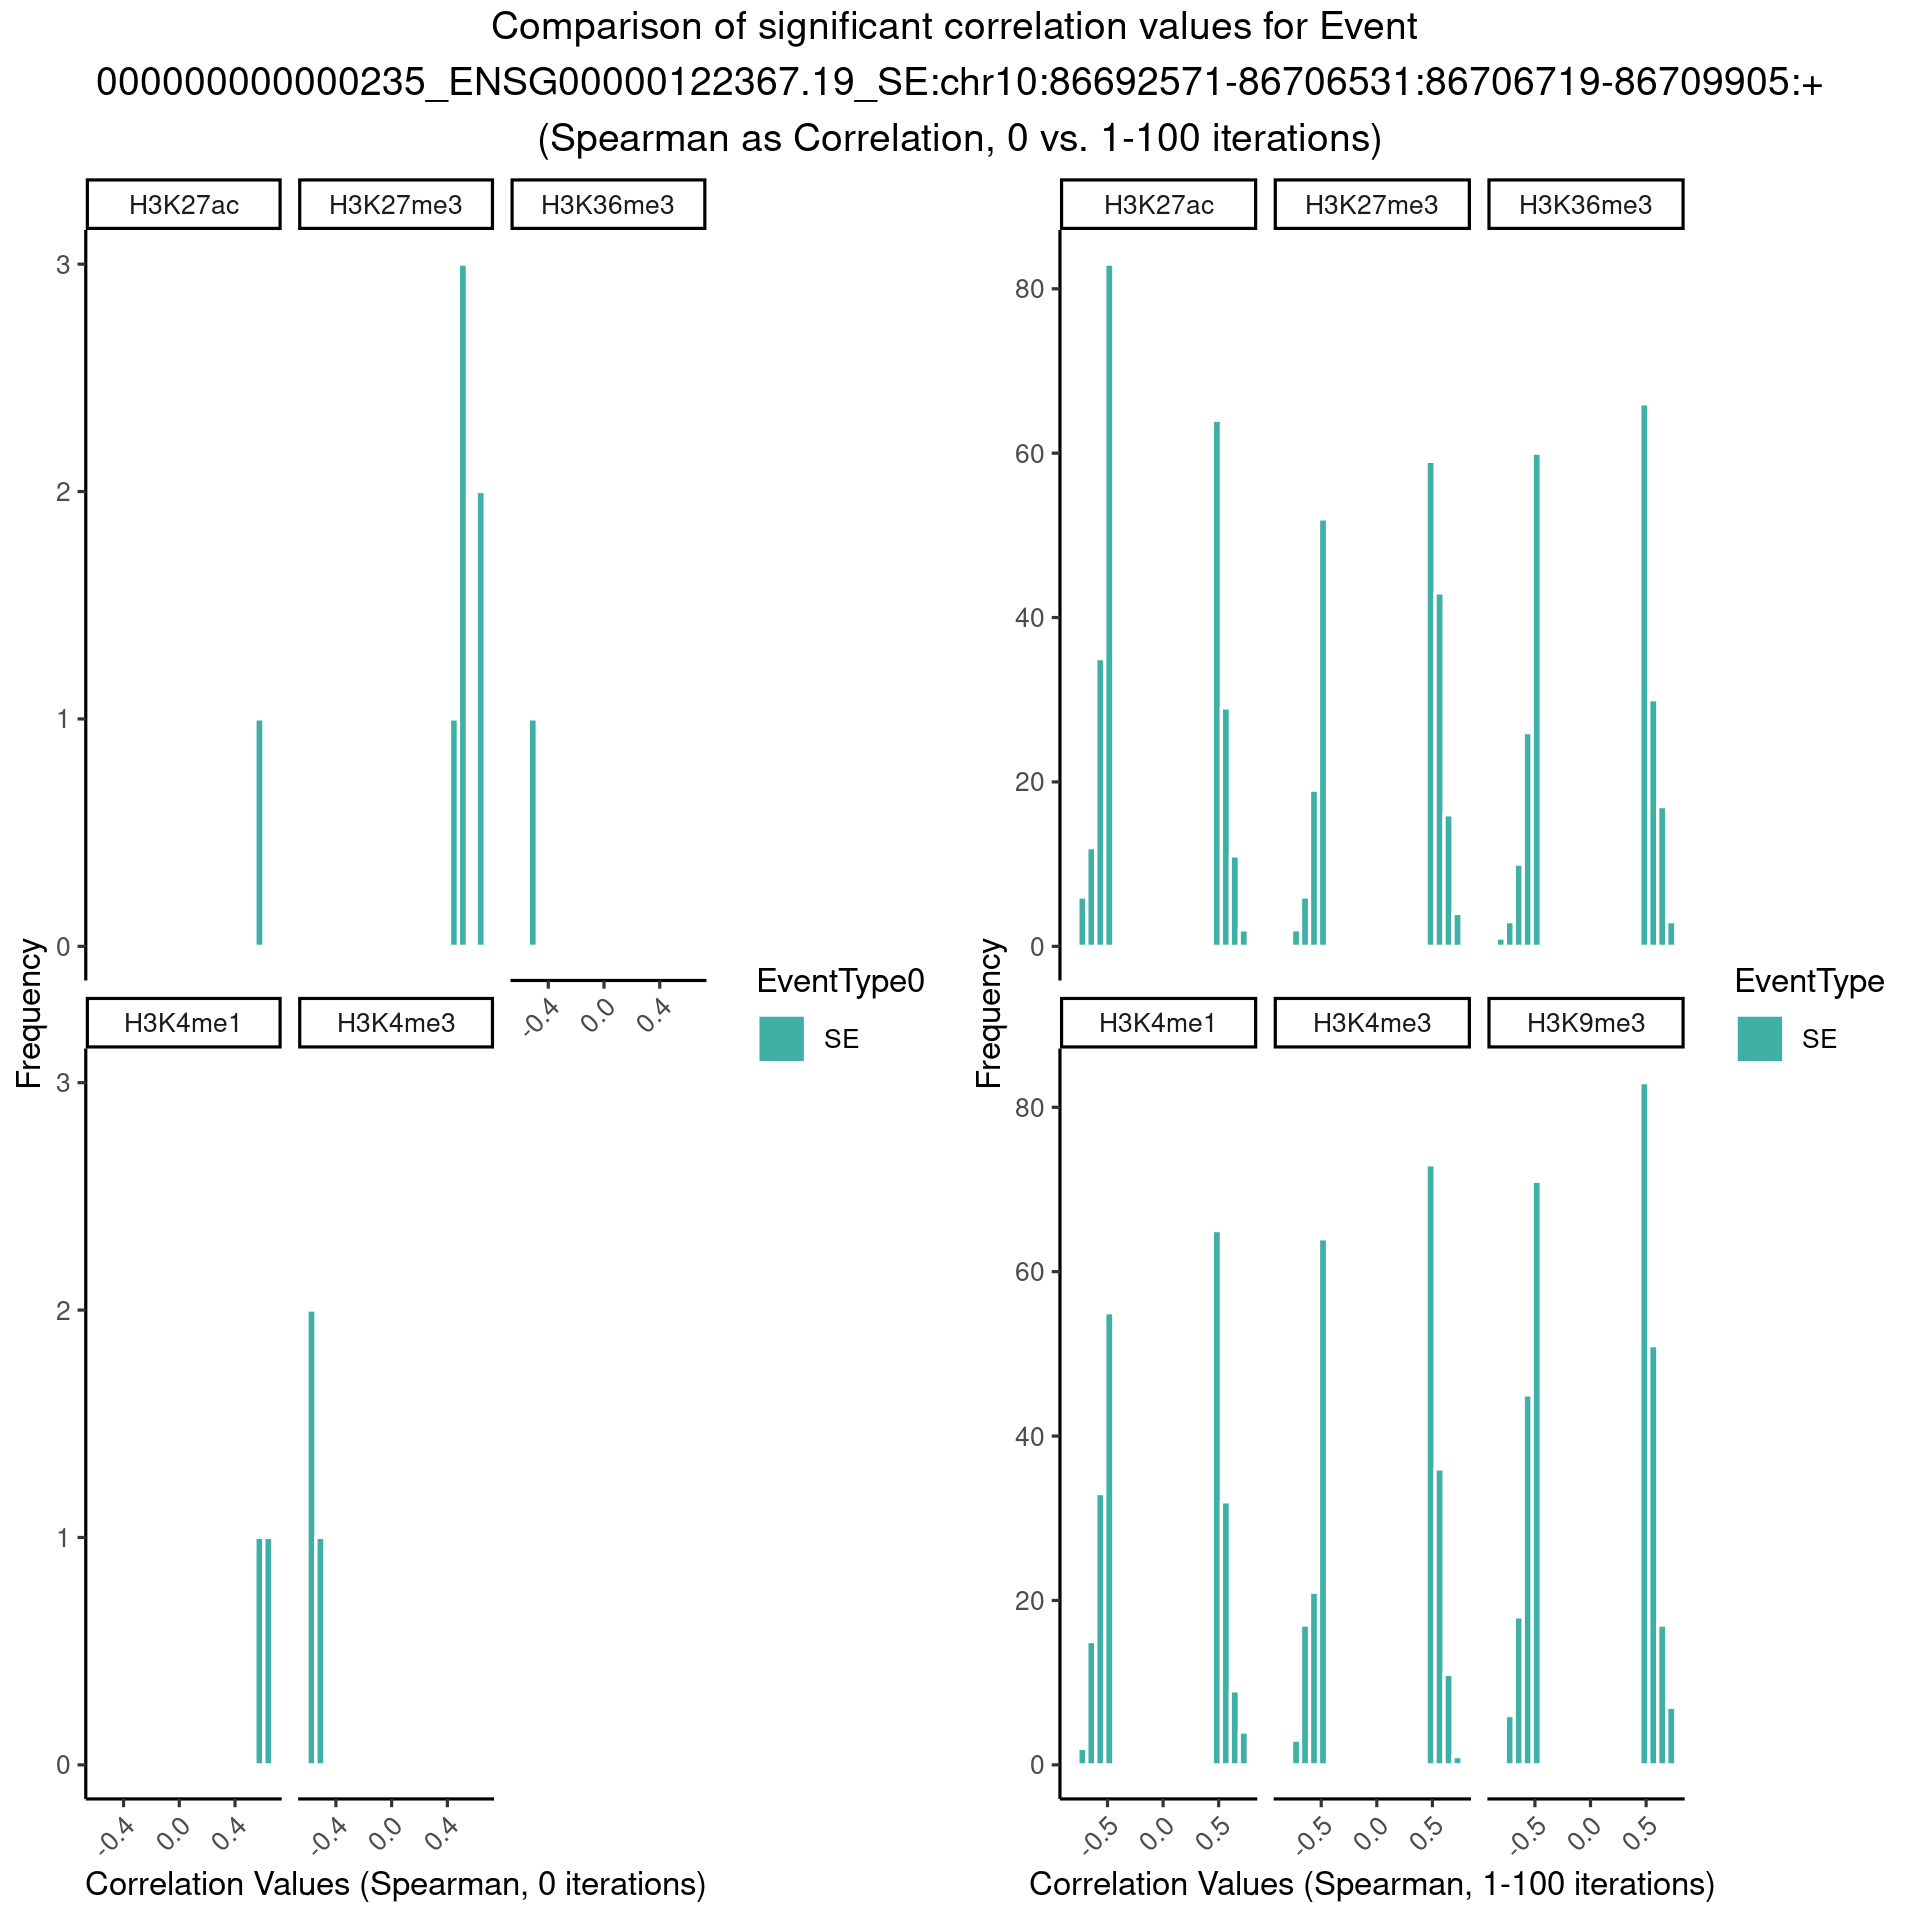 Comparison of significant correlation values for Event
000000000000235_ENSG00000122367.19_SE:chr10:86692571-86706531:86706719-86709905:+
(Spearman as Correlation, 0 vs. 1-100 iterations)
H3K27ac
H3K27me3
H3K36me3
3
2
1
0
-0.4
0.0
0.4
H3K4me1
H3K4me3
3
2
1
0
-0.4
0.0
0.4
-0.4
0.0
0.4
Frequency
Correlation Values (Spearman, 0 iterations)
EventType0
SE
H3K27ac
H3K27me3
H3K36me3
80
60
40
20
0
H3K4me1
H3K4me3
H3K9me3
80
60
40
20
0
-0.5
0.0
0.5
-0.5
0.0
0.5
-0.5
0.0
0.5
Frequency
Correlation Values (Spearman, 1-100 iterations)
EventType
SE